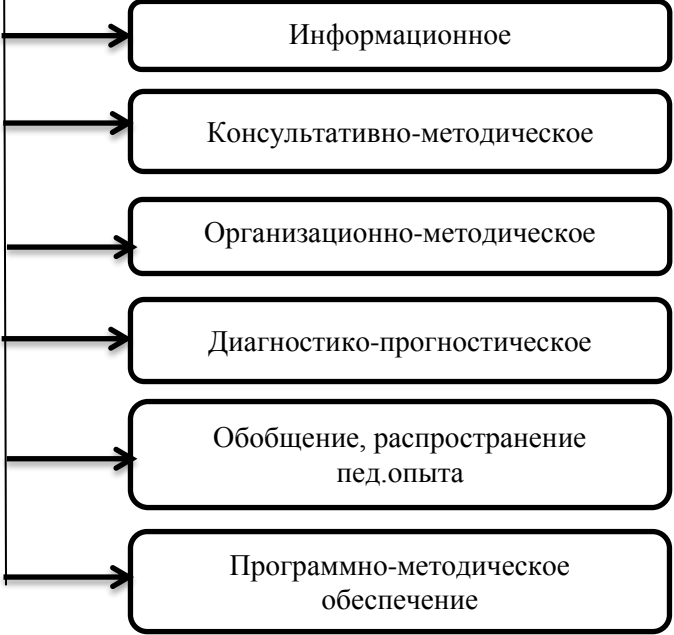 Информационное
Консультативно-методическое
Организационно-методическое
Диагностико-прогностическое
Обобщение, распространение
пед.опыта
Программно-методическое
обеспечение